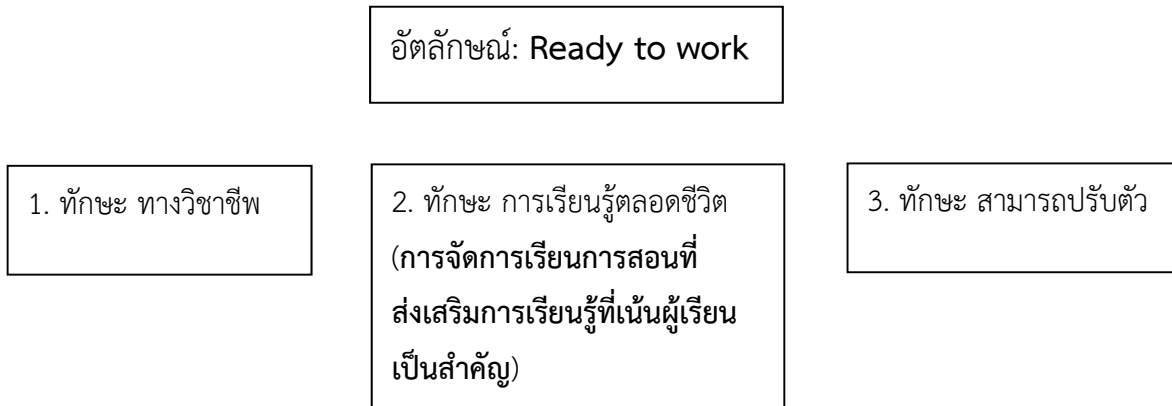 อัตลักษณ์: Ready to work
1. ทักษะ ทางวิชาชีพ
2. ทักษะ การเรียนรู้ตลอดชีวิต
(การจัดการเรียนการสอนที่
ส่งเสริมการเรียนรู้ที่เน้นผู้เรียน
เป็นสำคัญ)
3. ทักษะ สามารถปรับตัว